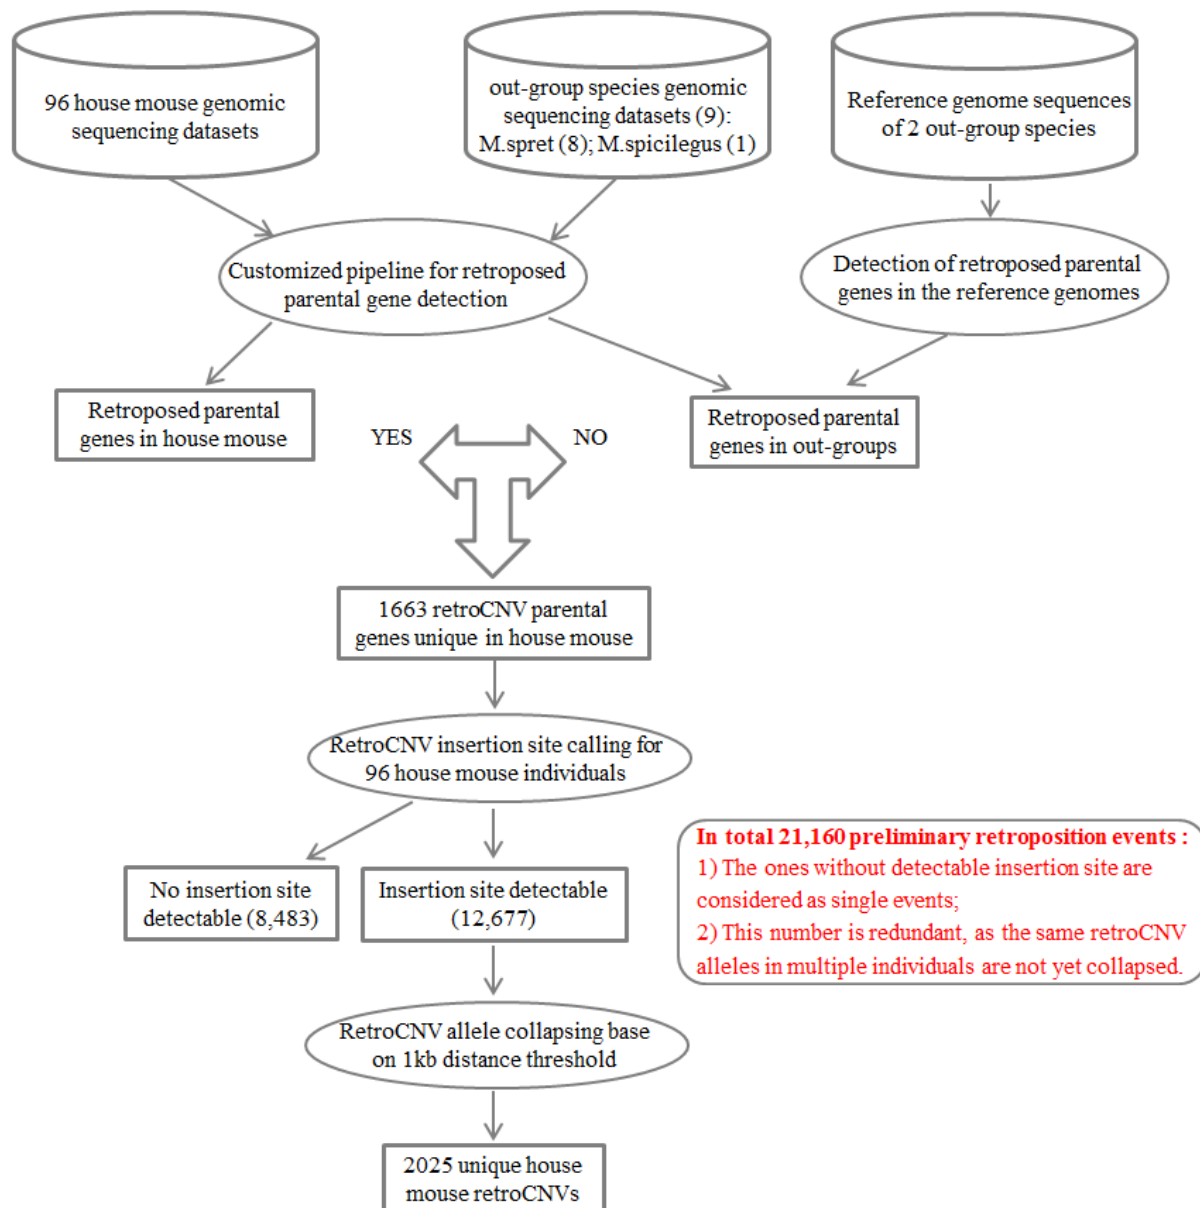 96 house mouse genomic
sequencing datasets
out-group species genomic
sequencing datasets (9):
M.spret (8); M.spicilegus (1)
Reference genome sequences
of 2 out-group species
Customized pipeline for retroposed
parental gene detection
Detection of retroposed parental
genes in the reference genomes
Retroposed parental
genes in house mouse
YES
NO
Retroposed parental
genes in out-groups
1663 retroCNV parental
genes unique in house mouse
RetroCNV insertion site calling for
96 house mouse individuals
No insertion site
detectable (8,483)
Insertion site detectable
(12,677)
In total 21,160 preliminary retroposition events :
1) The ones without detectable insertion site are
considered as single events;
2) This number is redundant, as the same retroCNV
alleles in multiple individuals are not yet collapsed.
RetroCNV allele collapsing base
on 1kb distance threshold
2025 unique house
mouse retroCNVs